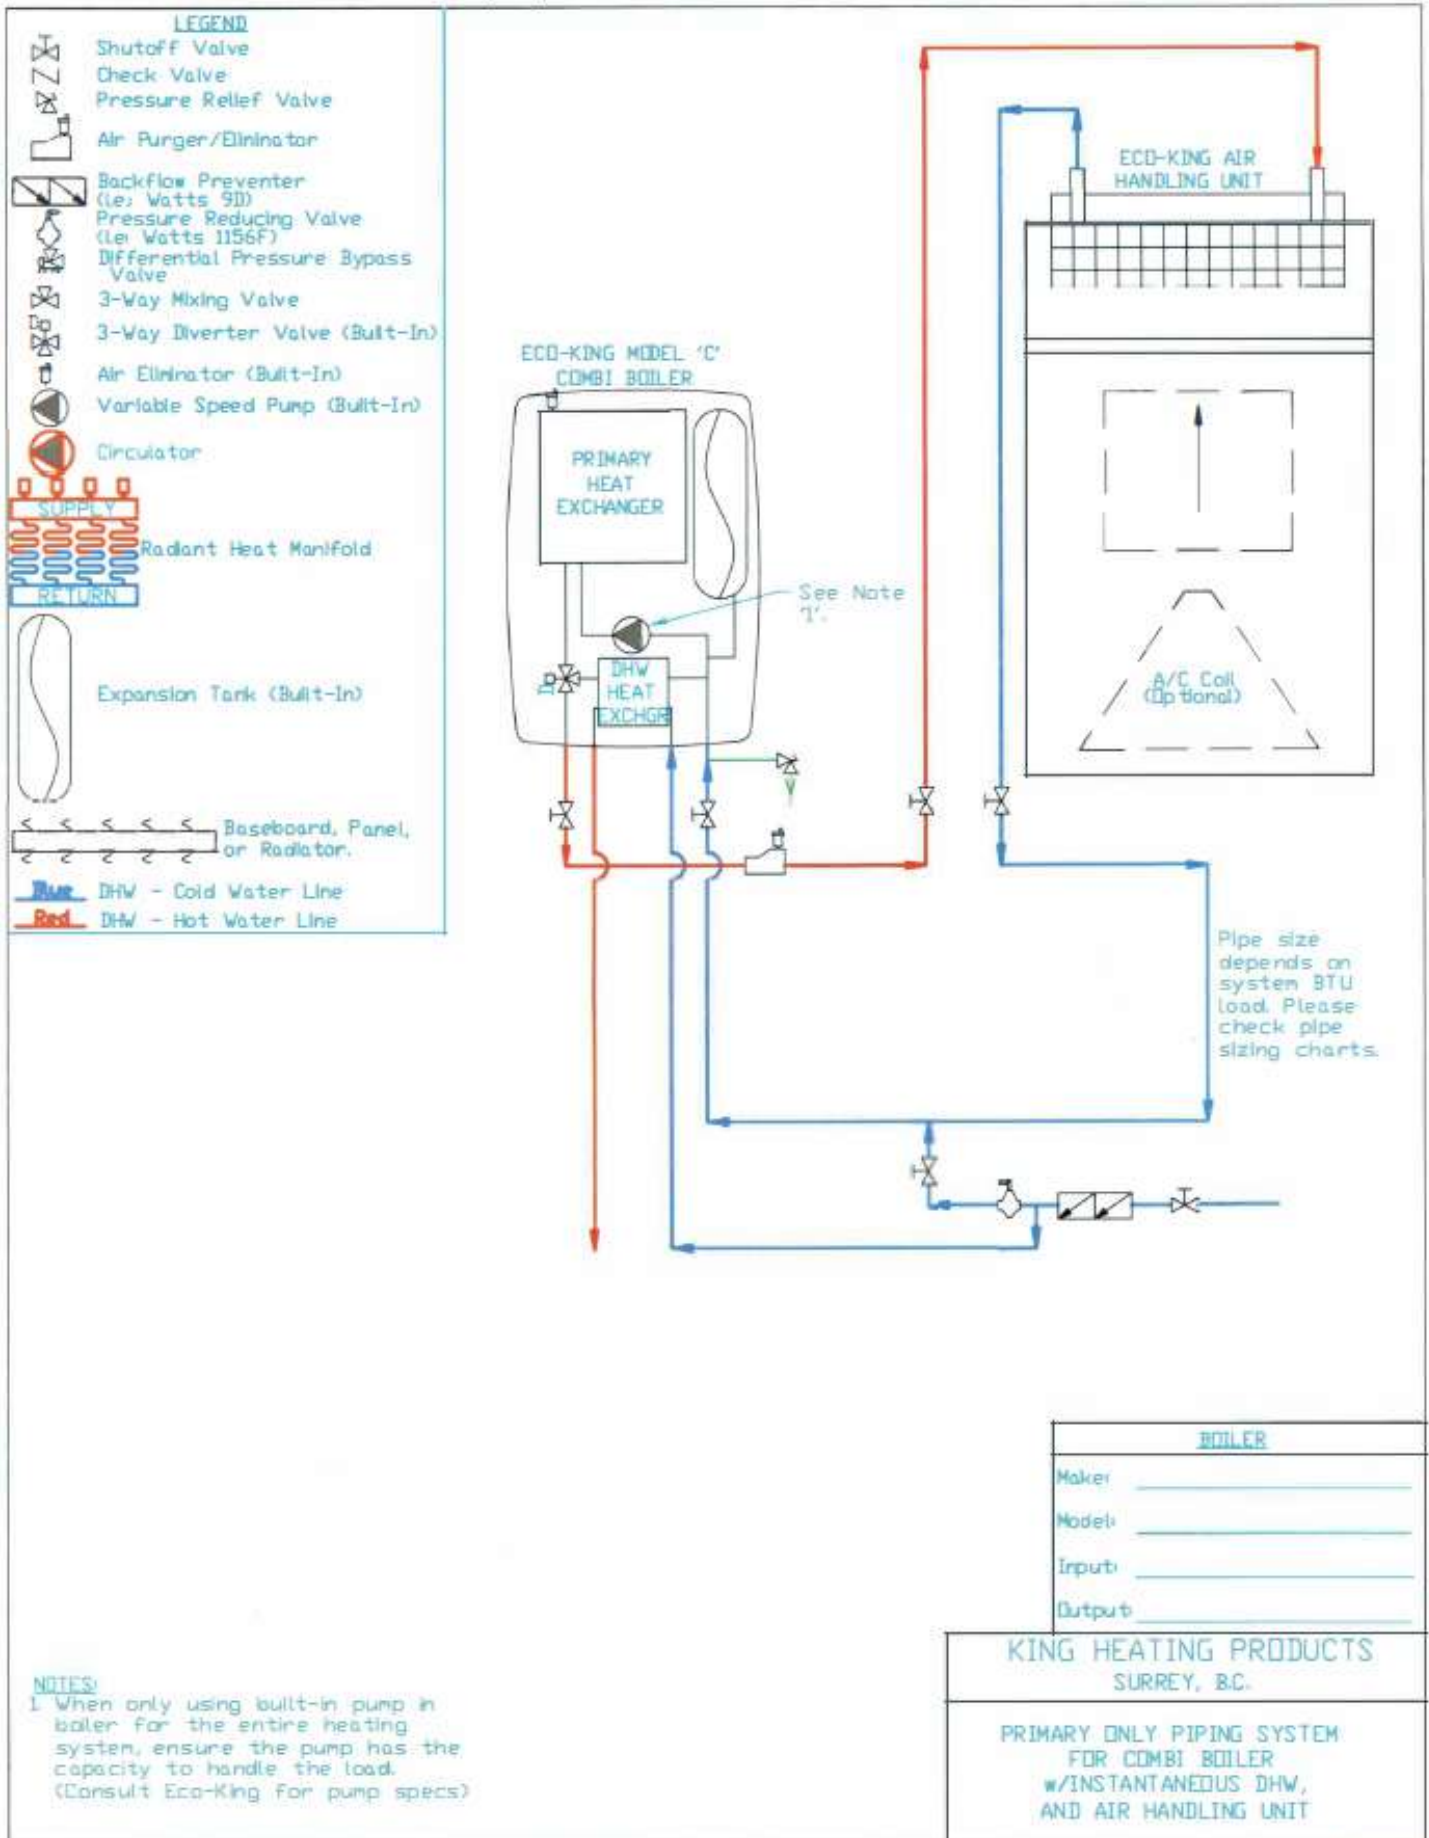 LEGEND
Shutoff Valve
Check Valve
Pressure Relief Valve
Air Purger/Eliminator
Backflow Preventer
(ie: Watts 9D)
Pressure Reducing Valve
(ie: Watts 1156F)
Differential Pressure Bypass
Valve
3-Way Mixing Valve
3-Way Diverter Valve (Built-In)
Air Eliminator (Built-In)
Variable Speed Pump (Built-In)
Circulator
SUPPLY
Radiant Heat Manifold
RETURN
Expansion Tank (Built-In)
Baseboard, Panel,
or Radiator.
Blue DHW - Cold Water Line
Red DHW - Hot Water Line
ECO-KING MODEL 'C'
COMBI BOILER
PRIMARY
HEAT
EXCHANGER
See Note
'1'.
DHW
HEAT
EXCHGR
ECO-KING AIR
HANDLING UNIT
A/C Coil
(Optional)
Pipe size
depends on
system BTU
load. Please
check pipe
sizing charts.
BOILER
Make:
Model:
Input:
Output:
KING HEATING PRODUCTS
SURREY, B.C.
PRIMARY ONLY PIPING SYSTEM
FOR COMBI BOILER
w/INSTANTANEOUS DHW,
AND AIR HANDLING UNIT
NOTES:
1. When only using built-in pump in
boiler for the entire heating
system, ensure the pump has the
capacity to handle the load.
(Consult Eco-King for pump specs)